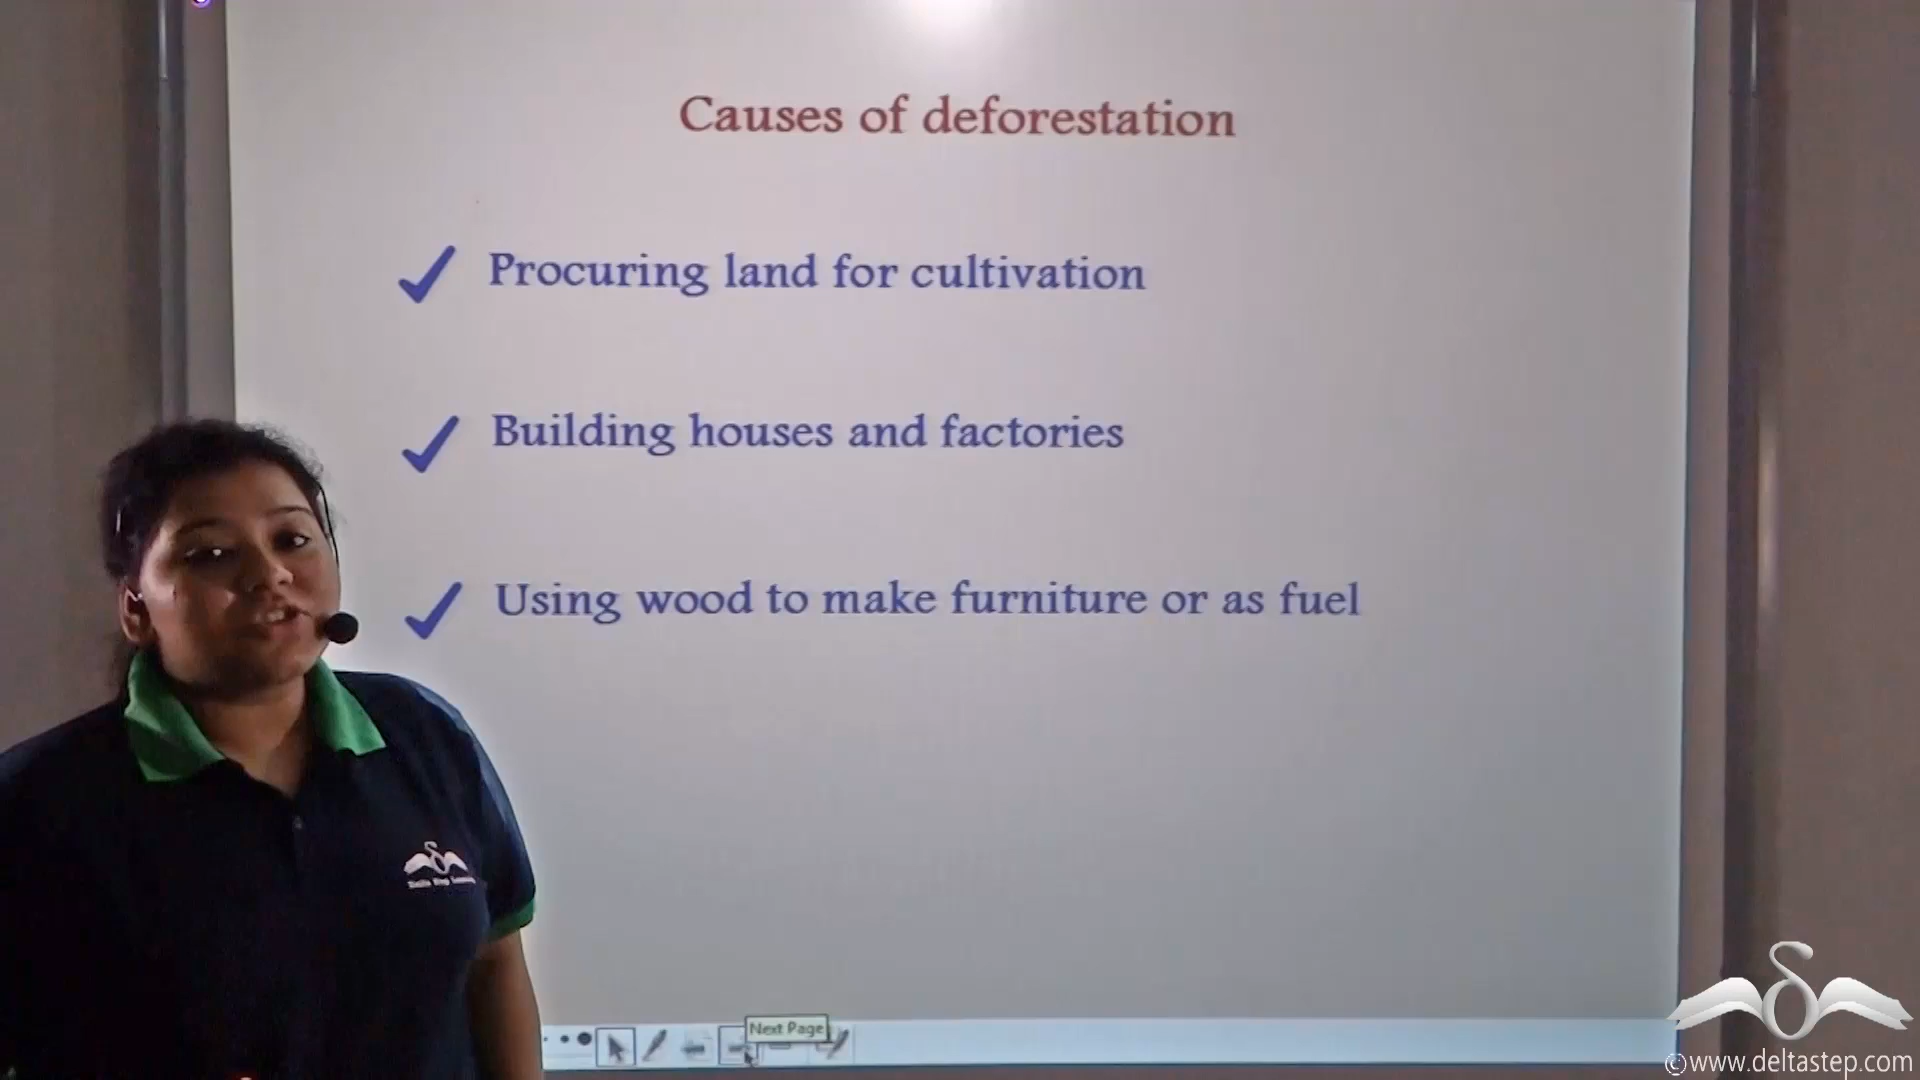 Causes of deforestation
Procuring land for cultivation
Building houses and factories
Using wood to make furniture or as fuel
Next Page
©www.deltastep.com